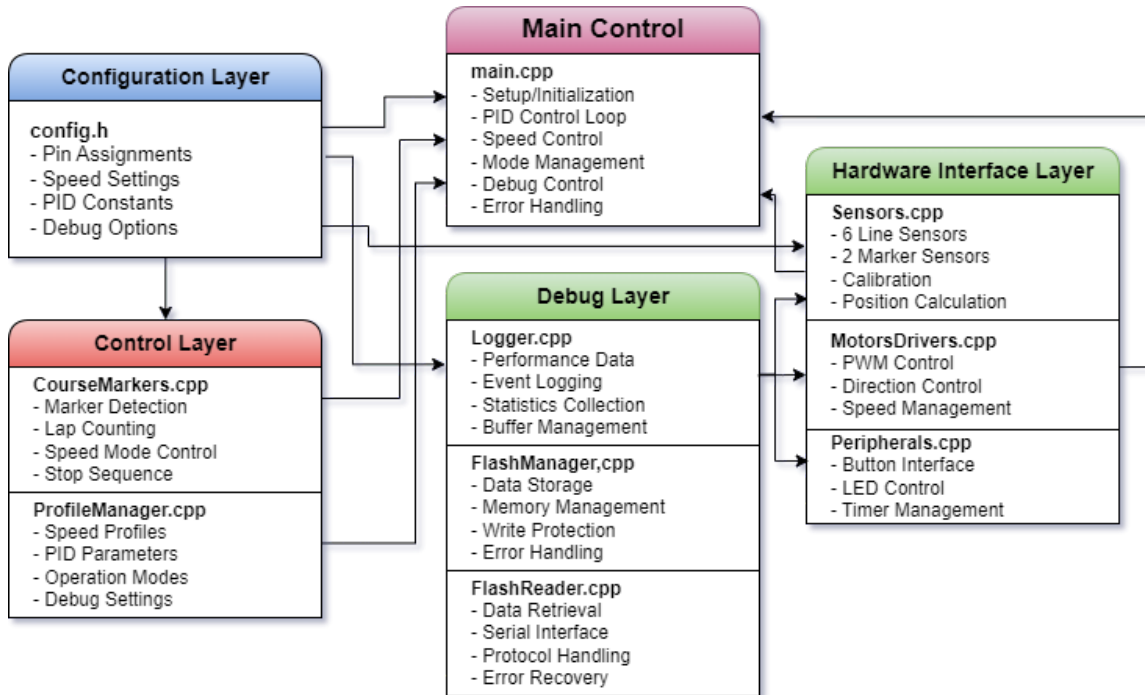 Main Control
main.cpp
- Setup/Initialization
- PID Control Loop
- Speed Control
- Mode Management
- Debug Control
- Error Handling
Configuration Layer
config.h
- Pin Assignments
- Speed Settings
- PID Constants
- Debug Options
Hardware Interface Layer
Sensors.cpp
- 6 Line Sensors
- 2 Marker Sensors
- Calibration
- Position Calculation
MotorsDrivers.cpp
- PWM Control
- Direction Control
- Speed Management
Peripherals.cpp
- Button Interface
- LED Control
- Timer Management
Debug Layer
Logger.cpp
- Performance Data
- Event Logging
- Statistics Collection
- Buffer Management
FlashManager,cpp
- Data Storage
- Memory Management
- Write Protection
- Error Handling
FlashReader.cpp
- Data Retrieval
- Serial Interface
- Protocol Handling
- Error Recovery
Control Layer
CourseMarkers.cpp
- Marker Detection
- Lap Counting
- Speed Mode Control
- Stop Sequence
ProfileManager.cpp
- Speed Profiles
- PID Parameters
- Operation Modes
- Debug Settings